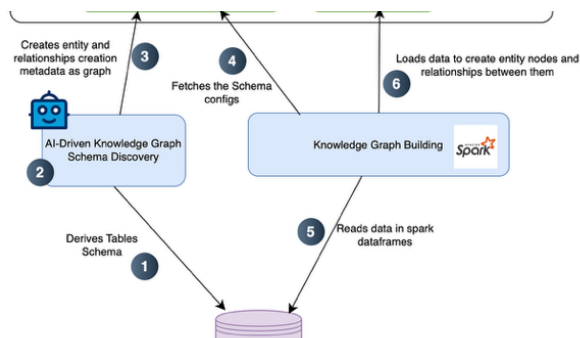 Creates entity and
relationships creation
metadata as graph
3
4
Fetches the Schema
configs
6
Loads data to create entity nodes and
relationships between them
AI-Driven Knowledge Graph
Schema Discovery
2
Knowledge Graph Building
APACHE
Spark
Derives Tables
Schema
1
5
Reads data in spark
dataframes